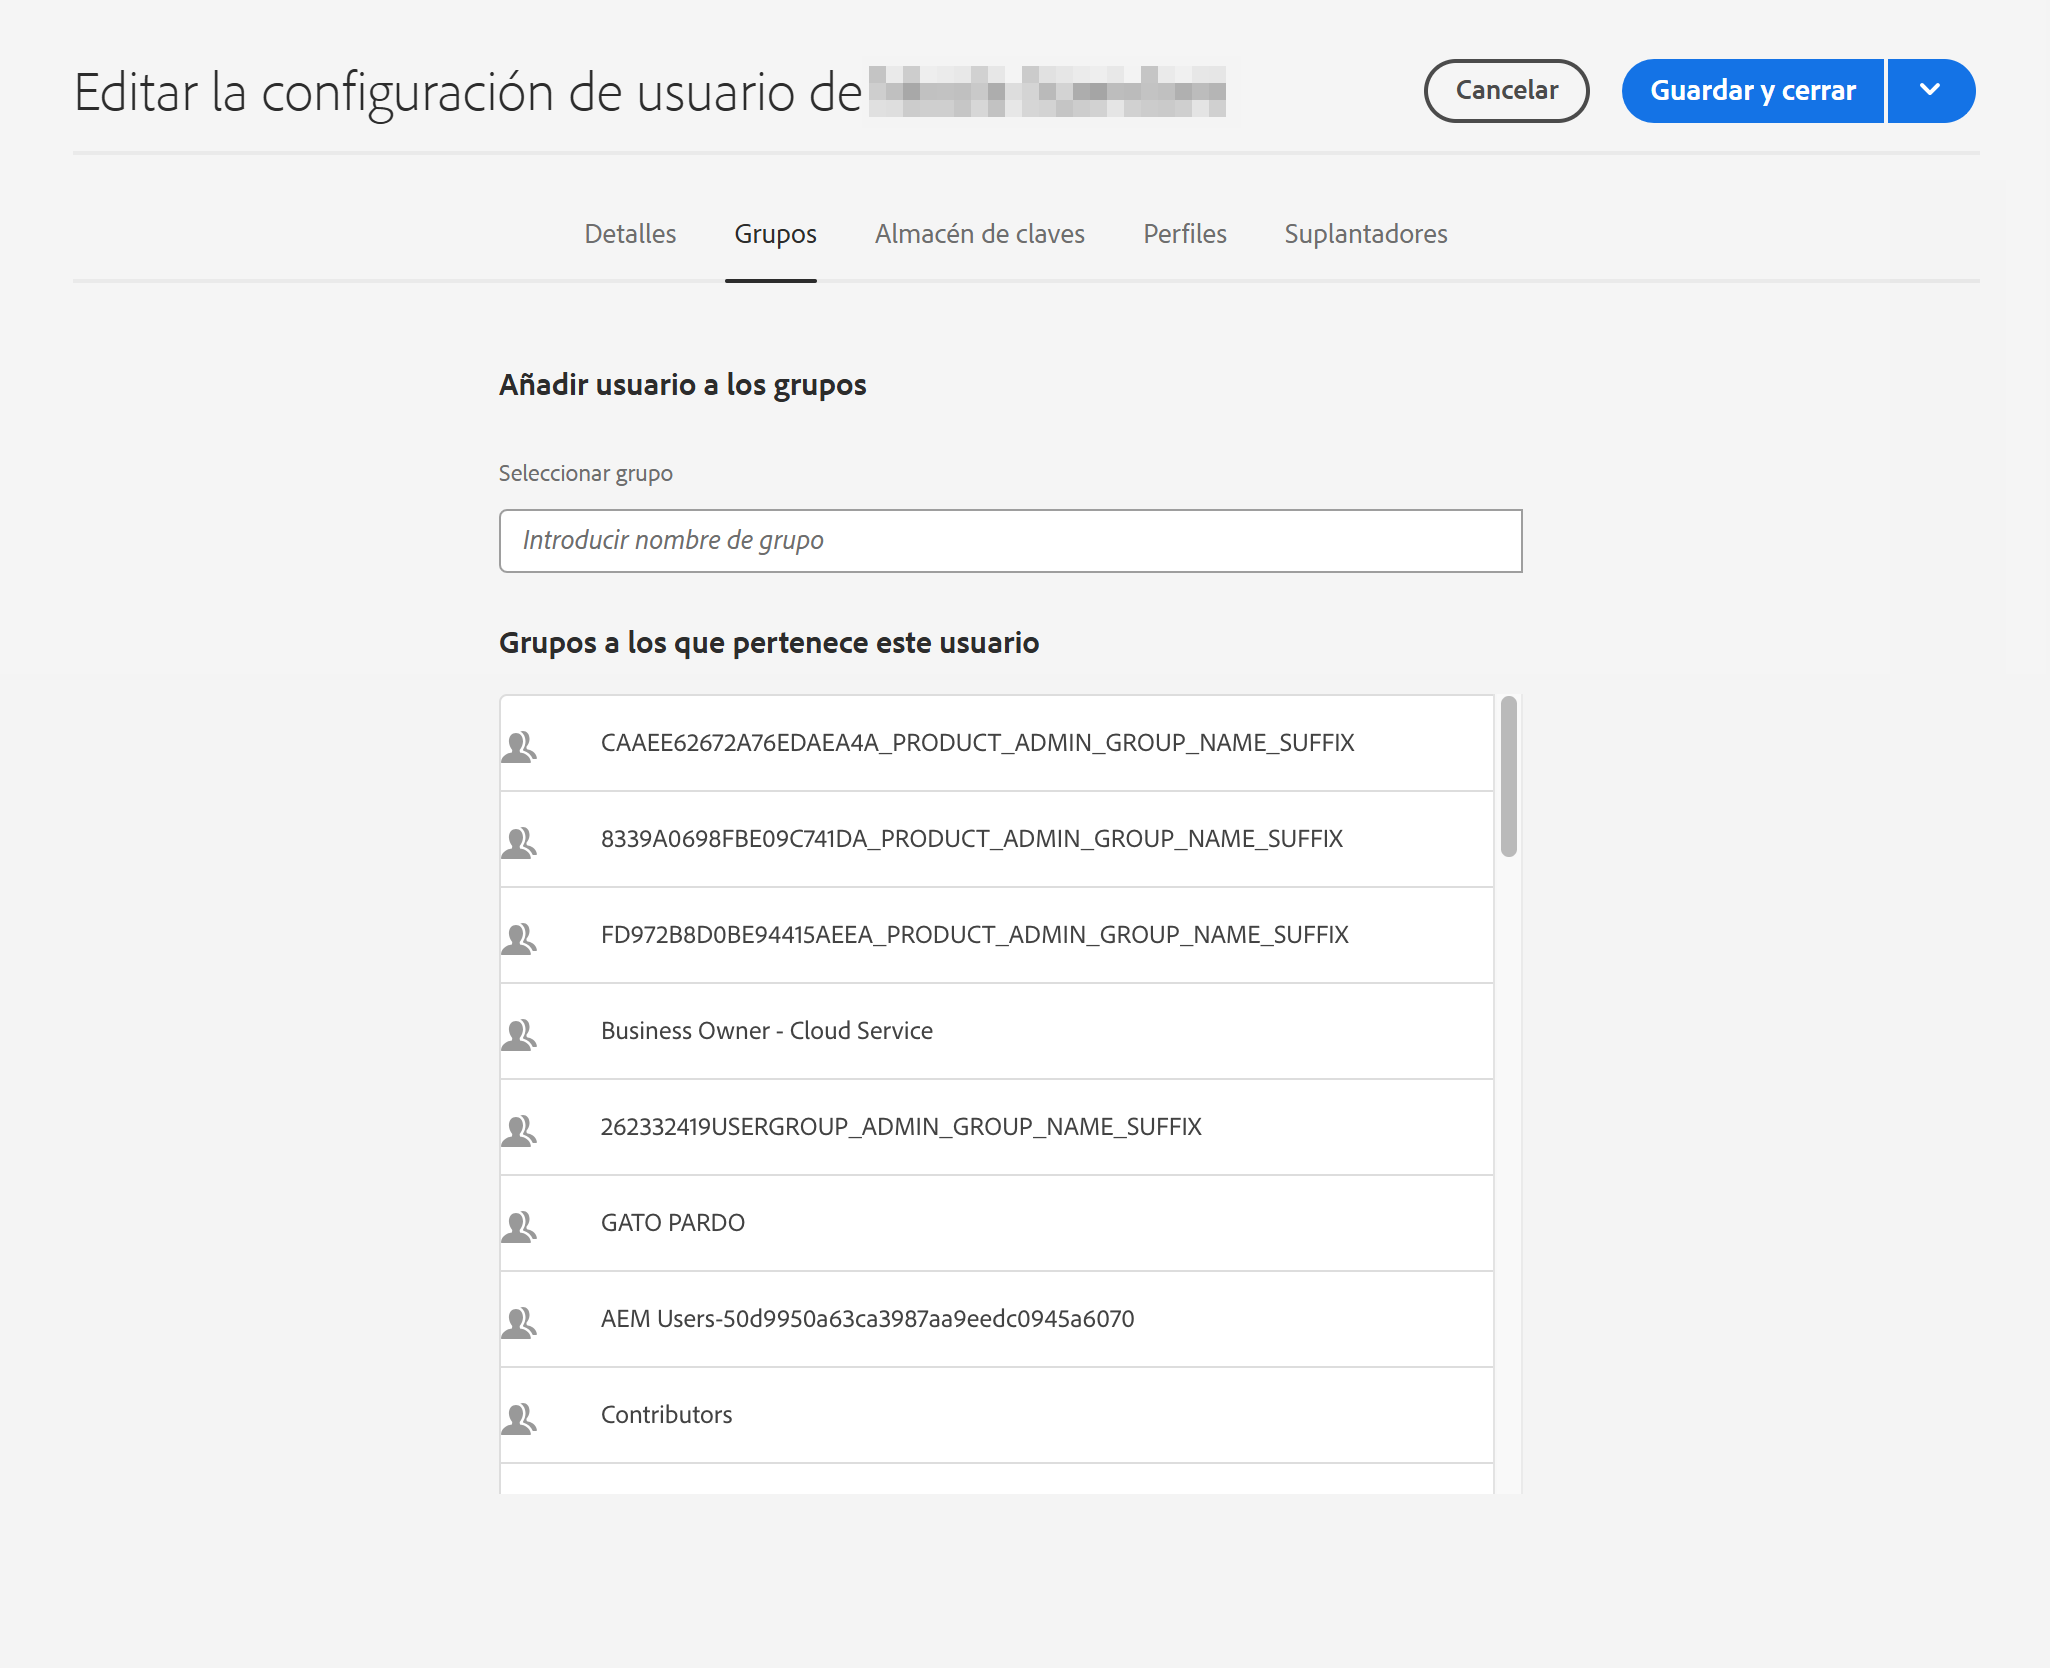 Editar la configuración de usuario de
Cancelar
Guardar y cerrar
Detalles
Grupos
Almacén de claves
Perfiles
Suplantadores
Añadir usuario a los grupos
Seleccionar grupo
Introducir nombre de grupo
Grupos a los que pertenece este usuario
CAAEE62672A76EDAEA4A_PRODUCT_ADMIN_GROUP_NAME_SUFFIX
8339A0698FBE09C741DA_PRODUCT_ADMIN_GROUP_NAME_SUFFIX
FD972B8D0BE94415AEEA_PRODUCT_ADMIN_GROUP_NAME_SUFFIX
Business Owner - Cloud Service
262332419USERGROUP_ADMIN_GROUP_NAME_SUFFIX
GATO PARDO
AEM Users-50d9950a63ca3987aa9eedc0945a6070
Contributors